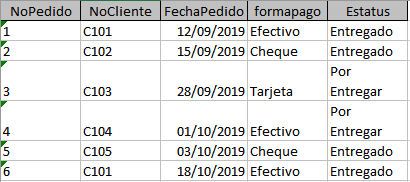 NoPedido NoCliente FechaPedido formapago Estatus
1 C101 12/09/2019 Efectivo Entregado
2 C102 15/09/2019 Cheque Entregado
3 C103 28/09/2019 Tarjeta Por Entregar
4 C104 01/10/2019 Efectivo Por Entregar
5 C105 03/10/2019 Cheque Entregado
6 C101 18/10/2019 Efectivo Entregado